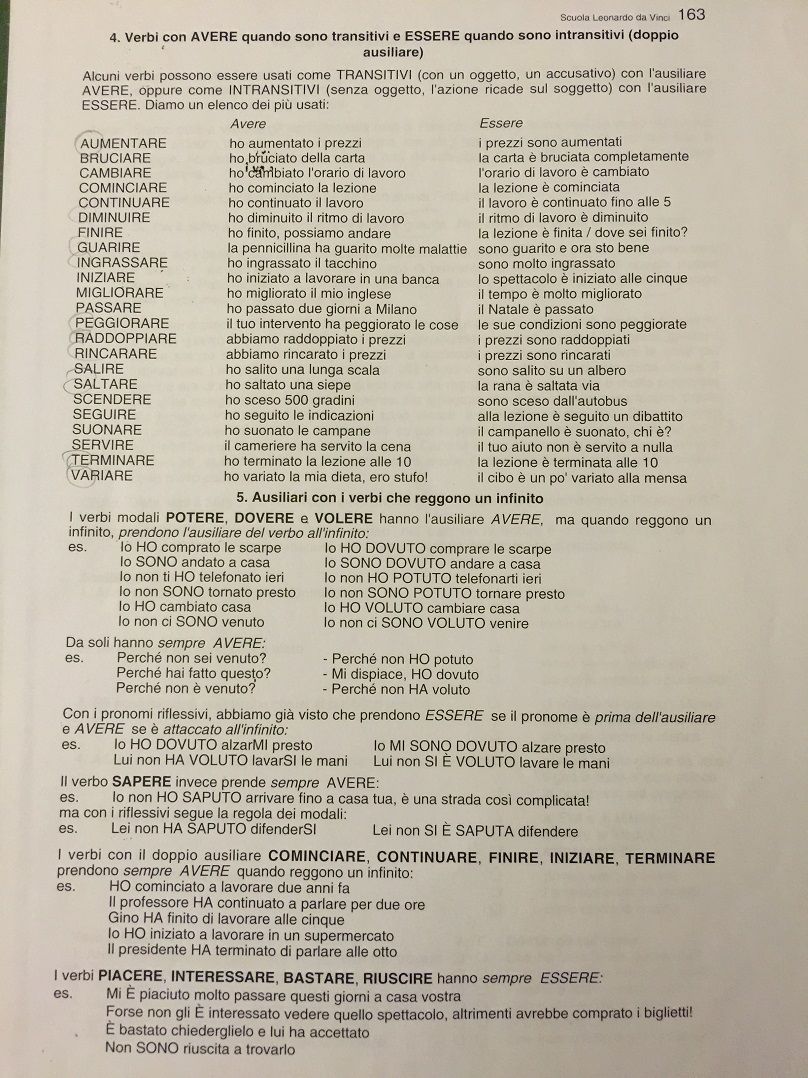 Scuola Leonardo da Vinci 163
4. Verbi con AVERE quando sono transitivi e ESSERE quando sono intransitivi (doppio
ausiliare)
Alcuni verbi possono essere usati come TRANSITIVI (con un oggetto, un accusativo) con l'ausiliare
AVERE, oppure come INTRANSITIVI (senza oggetto, l'azione ricade sul soggetto) con l'ausiliare
ESSERE. Diamo un elenco dei più usati:
Avere Essere
AUMENTARE ho aumentato i prezzi i prezzi sono aumentati
BRUCIARE ho bruciato della carta la carta è bruciata completamente
CAMBIARE ho cambiato l'orario di lavoro l'orario di lavoro è cambiato
COMINCIARE ho cominciato la lezione la lezione è cominciata
CONTINUARE ho continuato il lavoro il lavoro è continuato fino alle 5
DIMINUIRE ho diminuito il ritmo di lavoro il ritmo di lavoro è diminuito
FINIRE ho finito, possiamo andare la lezione è finita / dove sei finito?
GUARIRE la pennicillina ha guarito molte malattie sono guarito e ora sto bene
INGRASSARE ho ingrassato il tacchino sono molto ingrassato
INIZIARE ho iniziato a lavorare in una banca lo spettacolo è iniziato alle cinque
MIGLIORARE ho migliorato il mio inglese il tempo è molto migliorato
PASSARE ho passato due giorni a Milano il Natale è passato
PEGGIORARE il tuo intervento ha peggiorato le cose le sue condizioni sono peggiorate
RADDOPPIARE abbiamo raddoppiato i prezzi i prezzi sono raddoppiati
RINCARARE abbiamo rincarato i prezzi i prezzi sono rincarati
SALIRE ho salito una lunga scala sono salito su un albero
SALTARE ho saltato una siepe la rana è saltata via
SCENDERE ho sceso 500 gradini sono sceso dall'autobus
SEGUIRE ho seguito le indicazioni alla lezione è seguito un dibattito
SUONARE ho suonato le campane il campanello è suonato, chi è?
SERVIRE il cameriere ha servito la cena il tuo aiuto non è servito a nulla
TERMINARE ho terminato la lezione alle 10 la lezione è terminata alle 10
VARIARE ho variato la mia dieta, ero stufo! il cibo è un po' variato alla mensa
5. Ausiliari con i verbi che reggono un infinito
I verbi modali POTERE, DOVERE e VOLERE hanno l'ausiliare AVERE, ma quando reggono un
infinito, prendono l'ausiliare del verbo all'infinito:
es. Io HO comprato le scarpe Io HO DOVUTO comprare le scarpe
Io SONO andato a casa Io SONO DOVUTO andare a casa
Io non ti HO telefonato ieri Io non HO POTUTO telefonarti ieri
Io non SONO tornato presto Io non SONO POTUTO tornare presto
Io HO cambiato casa Io HO VOLUTO cambiare casa
Io non ci SONO venuto Io non ci SONO VOLUTO venire
Da soli hanno sempre AVERE:
es. Perché non sei venuto? - Perché non HO potuto
Perché hai fatto questo? - Mi dispiace, HO dovuto
Perché non è venuto? - Perché non HA voluto
Con i pronomi riflessivi, abbiamo già visto che prendono ESSERE se il pronome è prima dell'ausiliare
e AVERE se è attaccato all'infinito:
es. Io HO DOVUTO alzarMI presto Io MI SONO DOVUTO alzare presto
Lui non HA VOLUTO lavarSI le mani Lui non SI È VOLUTO lavare le mani
Il verbo SAPERE invece prende sempre AVERE:
es. Io non HO SAPUTO arrivare fino a casa tua, è una strada così complicata!
ma con i riflessivi segue la regola dei modali:
es. Lei non HA SAPUTO difenderSI Lei non SI È SAPUTA difendere
I verbi con il doppio ausiliare COMINCIARE, CONTINUARE, FINIRE, INIZIARE, TERMINARE
prendono sempre AVERE quando reggono un infinito:
es. HO cominciato a lavorare due anni fa
Il professore HA continuato a parlare per due ore
Gino HA finito di lavorare alle cinque
Io HO iniziato a lavorare in un supermercato
Il presidente HA terminato di parlare alle otto
I verbi PIACERE, INTERESSARE, BASTARE, RIUSCIRE hanno sempre ESSERE:
es. Mi È piaciuto molto passare questi giorni a casa vostra
Forse non gli È interessato vedere quello spettacolo, altrimenti avrebbe comprato i biglietti!
È bastato chiederglielo e lui ha accettato
Non SONO riuscita a trovarlo